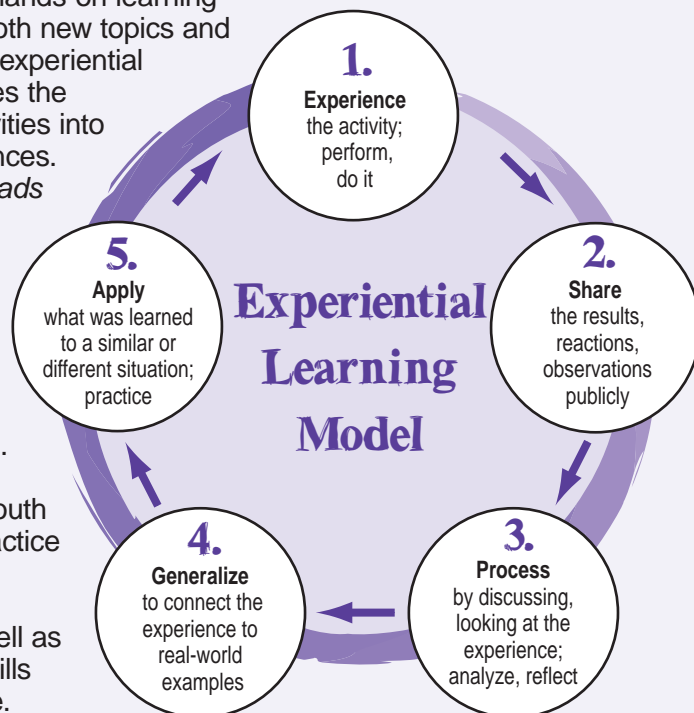 hands on learning
oth new topics and
experiential
es the
ities into
nces.
ads
.
outh
actice
ell as
ills
e.
1.
Experience
the activity;
perform,
do it
2.
Share
the results,
reactions,
observations
publicly
3.
Process
by discussing,
looking at the
experience;
analyze, reflect
4.
Generalize
to connect the
experience to
real-world
examples
5.
Apply
what was learned
to a similar or
different situation;
practice
Experiential
Learning
Model